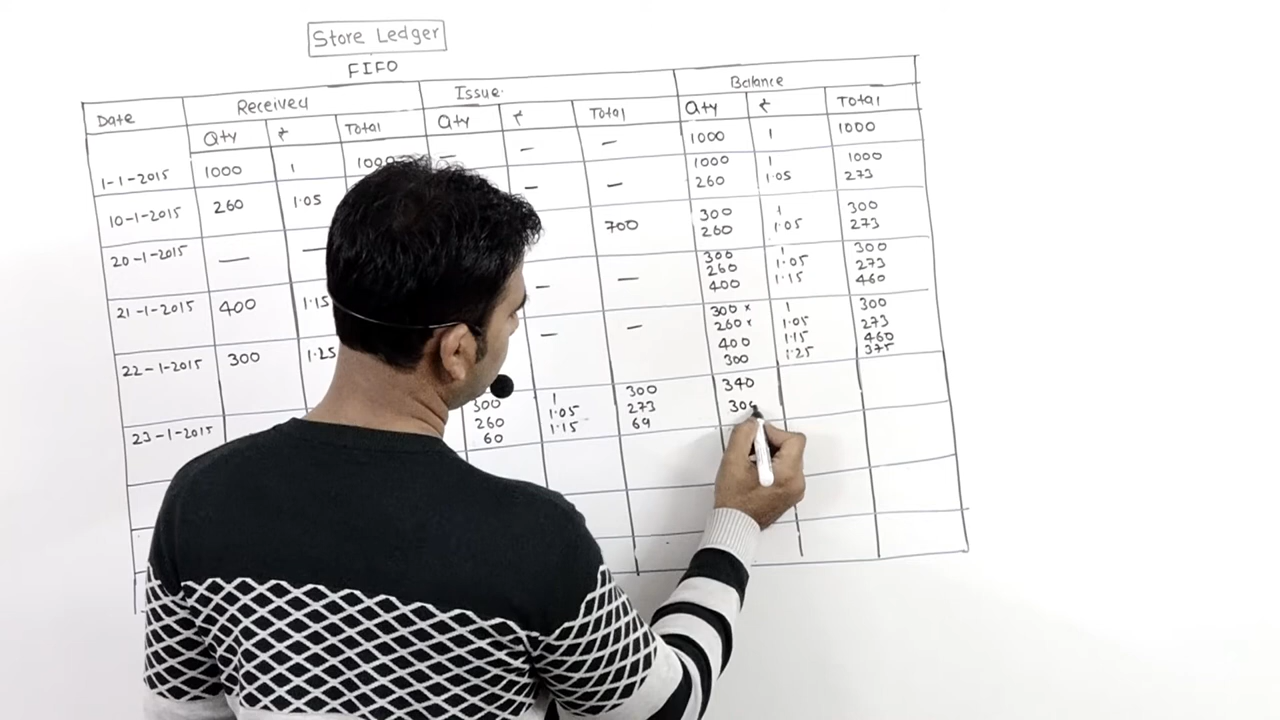 Store Ledger
FIFO
Date Received Issue Balance
Qty ₹ Total Qty ₹ Total Qty ₹ Total
1-1-2015 1000 1 1000 — — — 1000 1 1000
10-1-2015 260 1.05 — — 1000 1 1000
260 1.05 273
20-1-2015 — — 700 300 1 300
260 1.05 273
21-1-2015 400 1.15 — — 300 1 300
260 1.05 273
400 1.15 460
22-1-2015 300 1.25 — — 300 × 1 300
260 × 1.05 273
400 1.15 460
300 1.25 375
23-1-2015 300 1 300 340
260 1.05 273 300
60 1.15 69